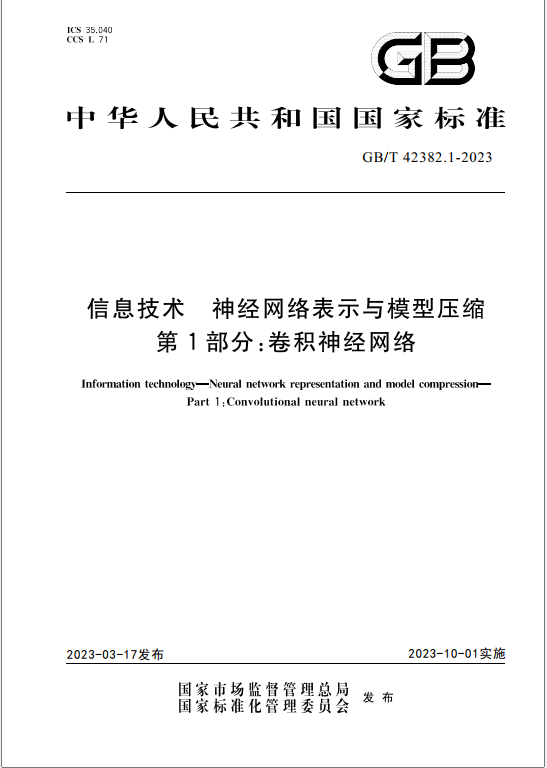 ICS 35.040
CCS L 71
GB
中华人民共和国国家标准
GB/T 42382.1-2023
信息技术 神经网络表示与模型压缩
第 1 部分:卷积神经网络
Information technology—Neural network representation and model compression—
Part 1:Convolutional neural network
2023-03-17发布
2023-10-01实施
国家市场监督管理总局
国家标准化管理委员会
发布